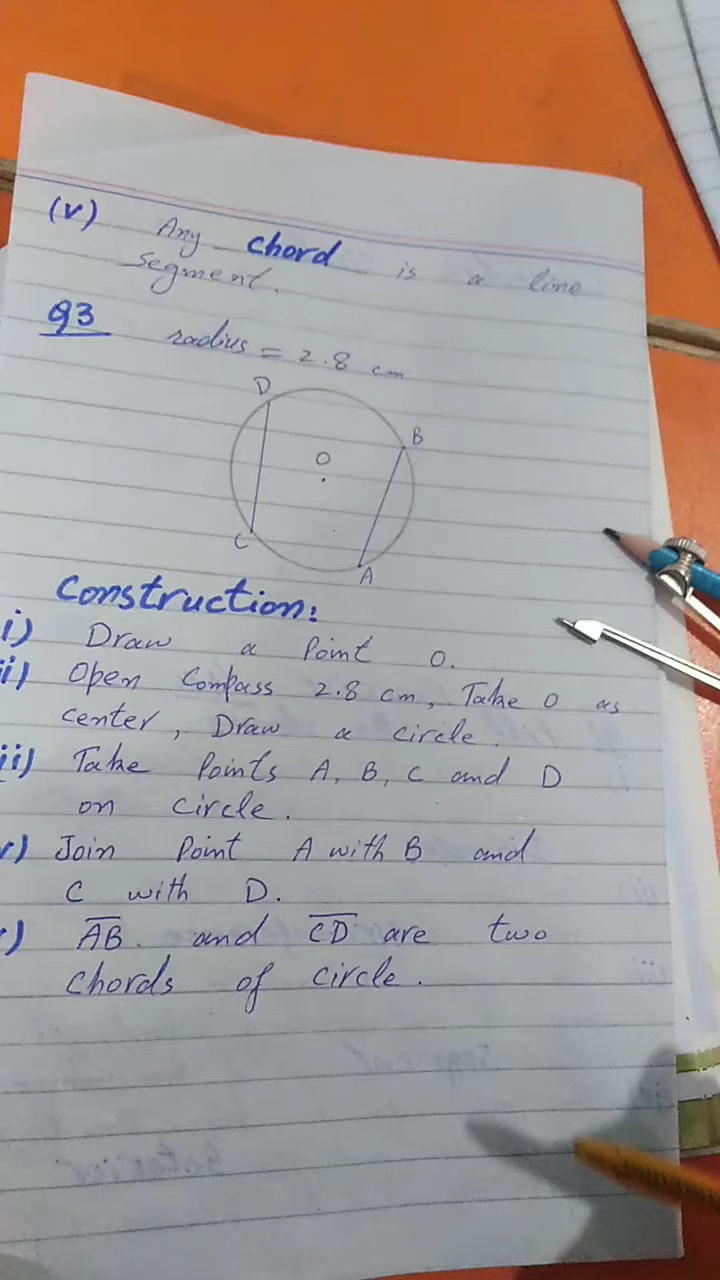 (v) Any chord is a line
segment.
Q3 radius = 2.8 cm
D
B
O
C
A
Construction:
i) Draw a Point O.
ii) Open Compass 2.8 cm, Take O as
center, Draw a circle.
ii) Take Points A, B, C and D
on circle.
v) Join Point A with B and
C with D.
) AB and CD are two
Chords of circle.